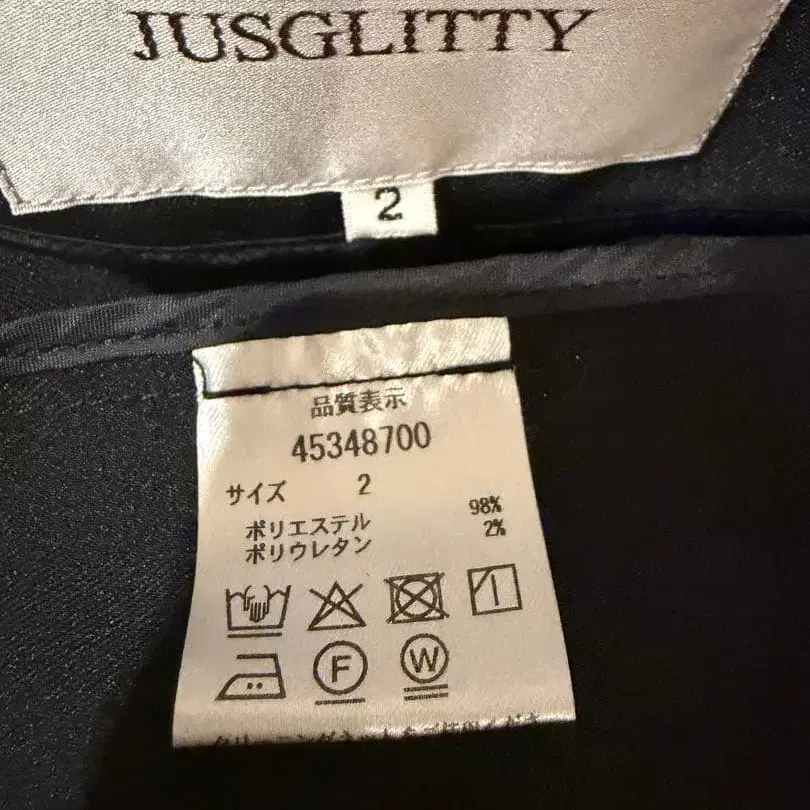 JUSGLITTY
2
品質表示
45348700
サイズ 2
ポリエステル 98%
ポリウレタン 2%
F W